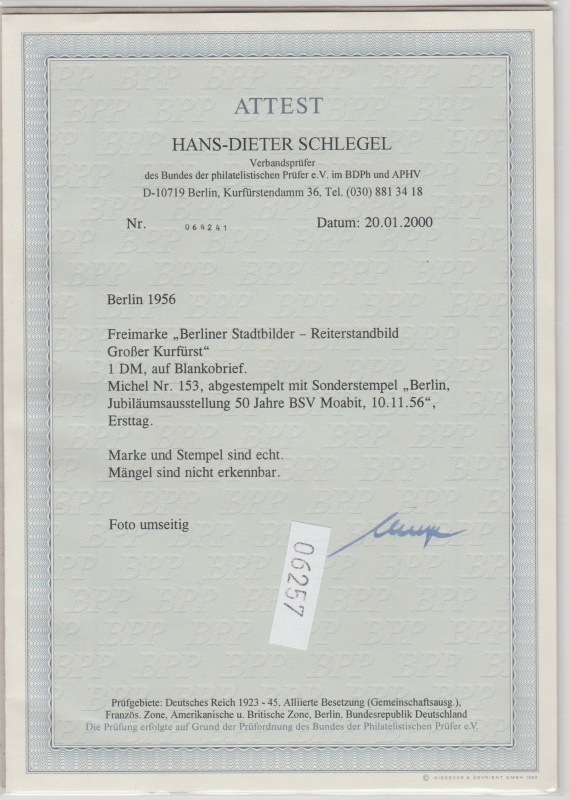 ATTEST
HANS-DIETER SCHLEGEL
Verbandsprüfer
des Bundes der philatelistischen Prüfer e.V. im BDPh und APHV
D-10719 Berlin, Kurfürstendamm 36, Tel. (030) 881 34 18
Nr. 064241 Datum: 20.01.2000
Berlin 1956
Freimarke „Berliner Stadtbilder – Reiterstandbild
Großer Kurfürst“
1 DM, auf Blankobrief.
Michel Nr. 153, abgestempelt mit Sonderstempel „Berlin,
Jubiläumsausstellung 50 Jahre BSV Moabit, 10.11.56“,
Ersttag.
Marke und Stempel sind echt.
Mängel sind nicht erkennbar.
Foto umseitig
06257
Prüfgebiete: Deutsches Reich 1923 - 45, Alliierte Besetzung (Gemeinschaftsausg.),
Französ. Zone, Amerikanische u. Britische Zone, Berlin, Bundesrepublik Deutschland
Die Prüfung erfolgte auf Grund der Prüfordnung des Bundes der Philatelistischen Prüfer e.V.
© GIESECKE & DEVRIENT GMBH